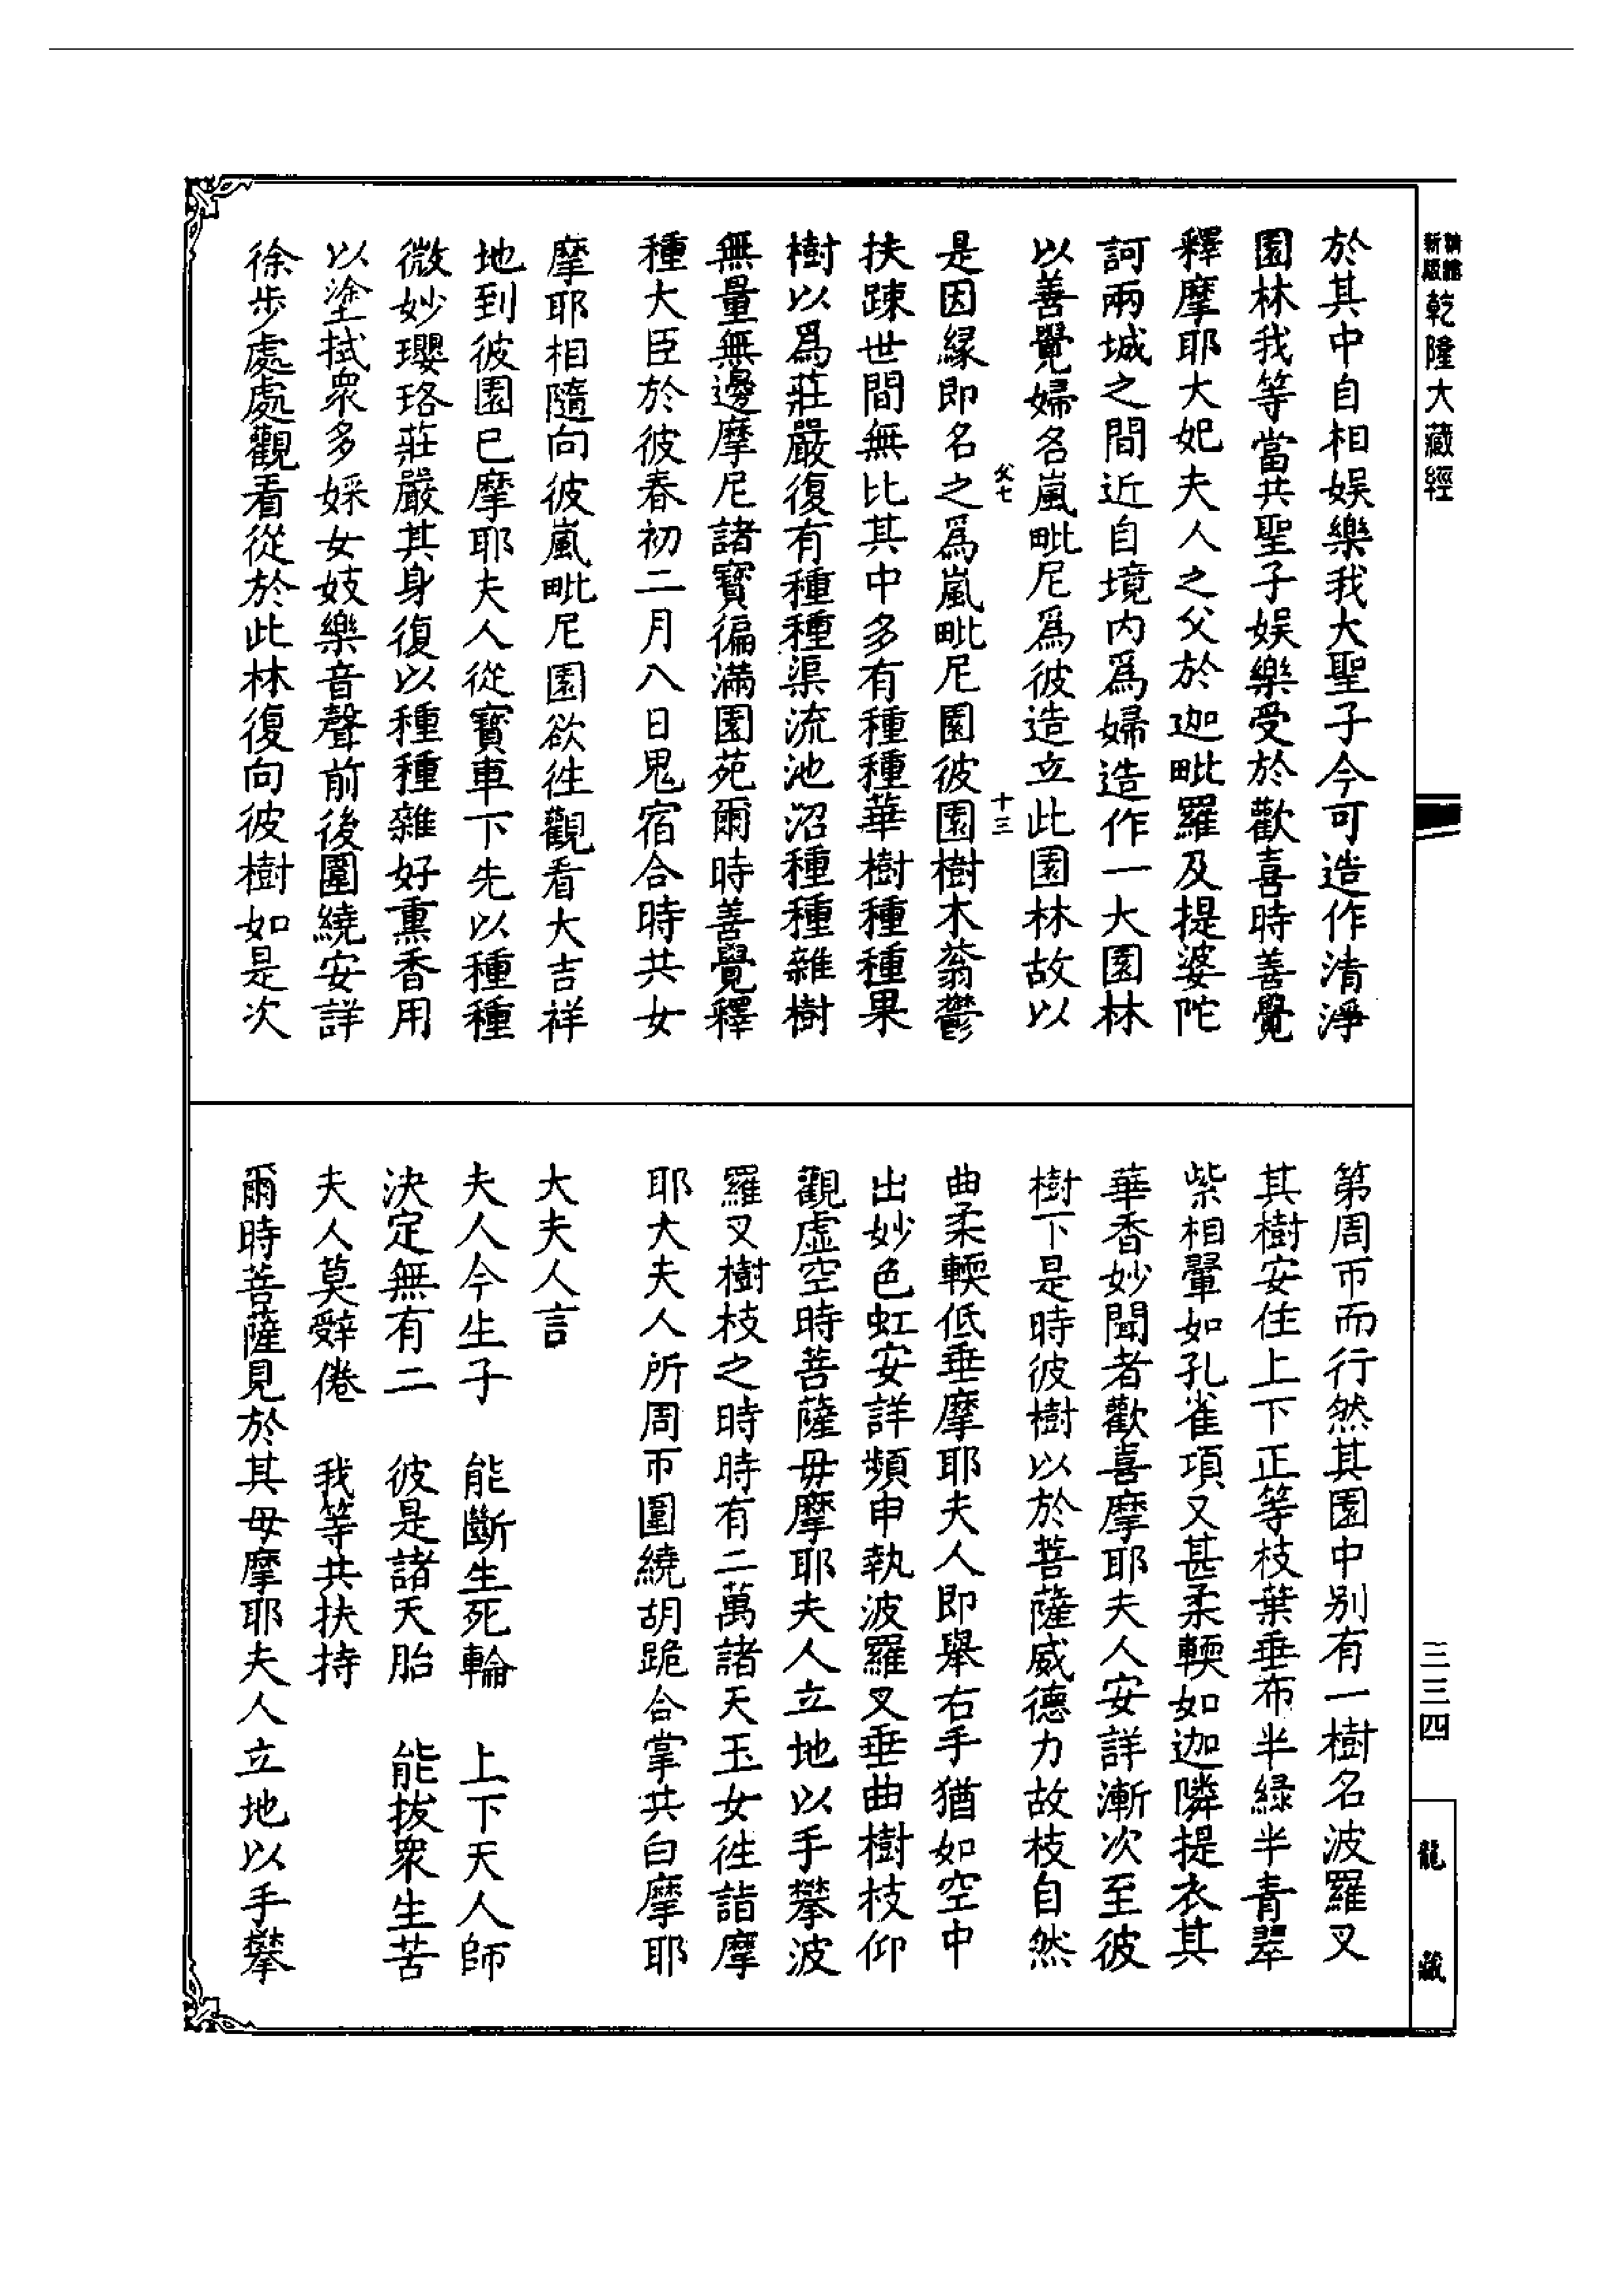 新版
乾隆大藏經
於其中自相娛樂我大聖子今可造作清淨
園林我等當共聖子娛樂受於歡喜時善覺
釋摩耶大妃夫人之父於迦毗羅及提婆陀
訶兩城之間近自境內爲婦造作一大園林
以善覺婦名嵐毗尼爲彼造立此園林故以
父七
十三
是因緣即名之爲嵐毗尼園彼園樹木蓊鬱
扶踈世間無比其中多有種種華樹種種果
樹以爲莊嚴復有種種渠流池沼種種雜樹
無量無邊摩尼諸寶徧滿園苑爾時善覺釋
種大臣於彼春初二月八日鬼宿合時共女
摩耶相隨向彼嵐毗尼園欲徃觀看大吉祥
地到彼園已摩耶夫人從寶車下先以種種
微妙瓔珞莊嚴其身復以種種雜好熏香用
以塗拭衆多婇女妓樂音聲前後圍繞安詳
徐步處處觀看從於此林復向彼樹如是次
三三四
龍藏
第周帀而行然其園中别有一樹名波羅叉
其樹安住上下正等枝葉垂布半綠半青翠
紫相暈如孔雀項又甚柔輭如迦隣提衣其
華香妙聞者歡喜摩耶夫人安詳漸次至彼
樹下是時彼樹以於菩薩威德力故枝自然
曲柔輭低垂摩耶夫人即舉右手猶如空中
出妙色虹安詳頻申執波羅叉垂曲樹枝仰
觀虛空時菩薩毋摩耶夫人立地以手攀波
羅叉樹枝之時時有二萬諸天玉女徃詣摩
耶大夫人所周帀圍繞胡跪合掌共白摩耶
大夫人言
夫人今生子　能斷生死輪　上下天人師
決定無有二　彼是諸天胎　能拔衆生苦
夫人莫辭倦　我等共扶持
爾時菩薩見於其母摩耶夫人立地以手攀